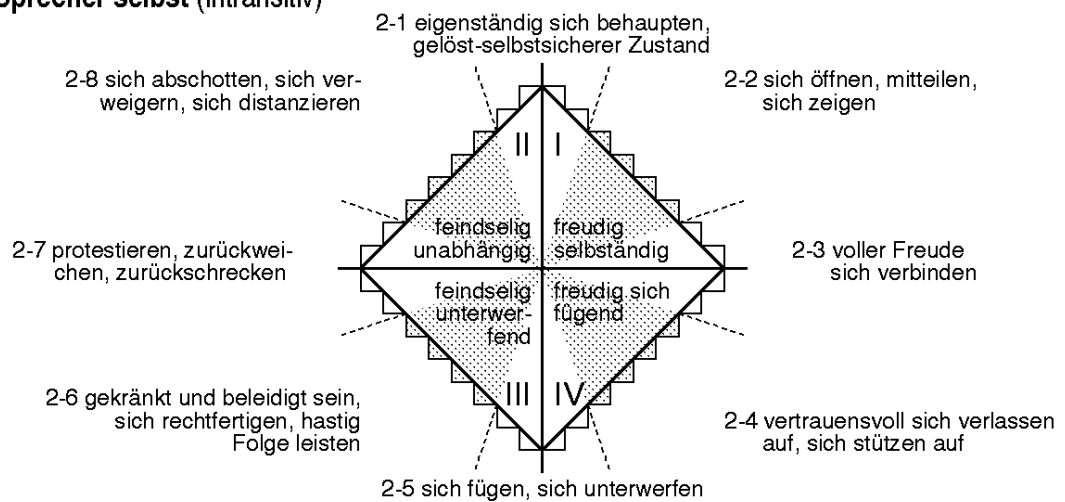 Sprecher selbst (intransitiv)
2-1 eigenständig sich behaupten,
gelöst-selbstsicherer Zustand
2-8 sich abschotten, sich ver-
weigern, sich distanzieren
2-2 sich öffnen, mitteilen,
sich zeigen
II
I
feindselig
unabhängig
freudig
selbständig
2-7 protestieren, zurückwei-
chen, zurückschrecken
2-3 voller Freude
sich verbinden
feindselig
unterwer-
fend
freudig sich
fügend
III
IV
2-6 gekränkt und beleidigt sein,
sich rechtfertigen, hastig
Folge leisten
2-4 vertrauensvoll sich verlassen
auf, sich stützen auf
2-5 sich fügen, sich unterwerfen